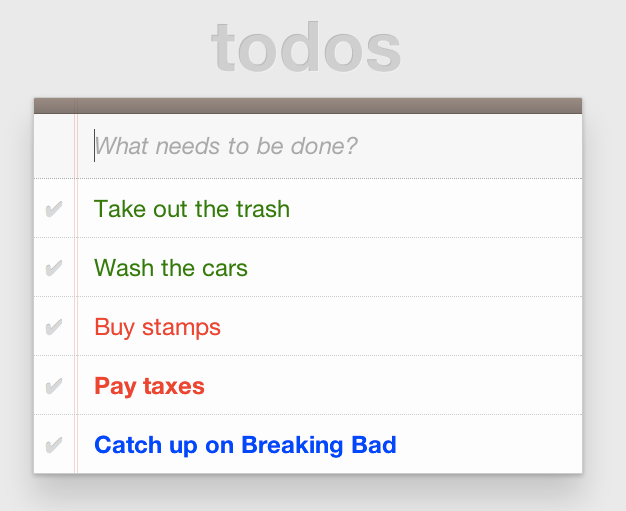 todos
What needs to be done?
Take out the trash
Wash the cars
Buy stamps
Pay taxes
Catch up on Breaking Bad